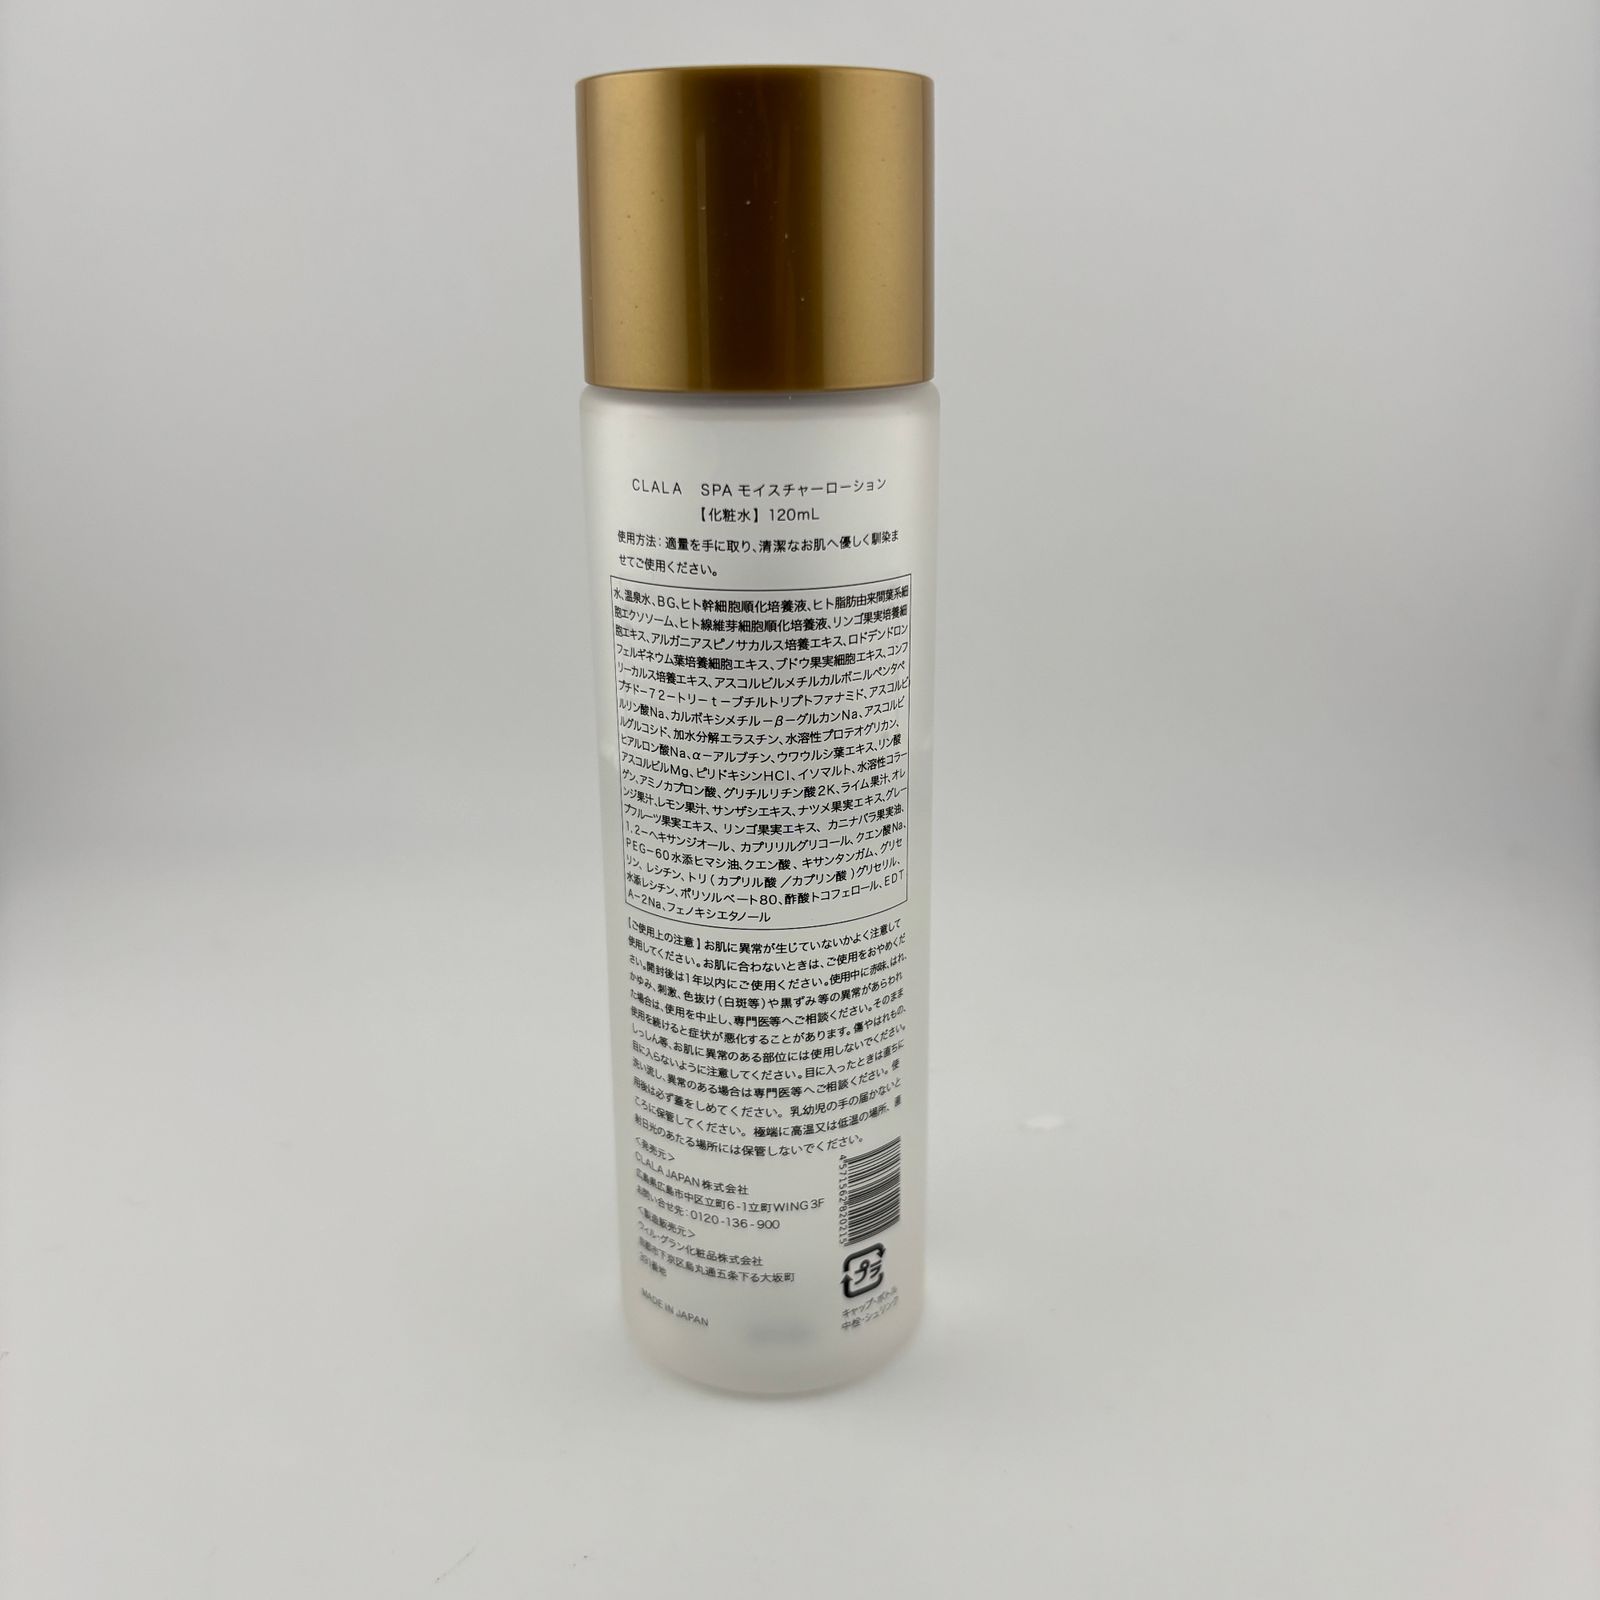 CLALA SPA モイスチャーローション
【化粧水】120mL
使用方法：適量を手に取り、清潔なお肌へ優しく馴染ま
せてご使用ください。
水、温泉水、BG、ヒト幹細胞順化培養液、ヒト脂肪由来間葉系細
胞エクソソーム、ヒト線維芽細胞順化培養液、リンゴ果実培養細
胞エキス、アルガニアスピノサカルス培養エキス、ロドデンドロン
フェルギネウム葉培養細胞エキス、ブドウ果実細胞エキス、コンフ
リーカルス培養エキス、アスコルビルメチルカルボニルペンタペ
プチド-72-トリーt-ブチルトリプトファナミド、アスコルビ
ルリン酸Na、カルボキシメチル-β-グルカンNa、アスコルビ
ルグルコシド、加水分解エラスチン、水溶性プロテオグリカン、
ヒアルロン酸Na、α-アルブチン、ウワウルシ葉エキス、リン酸
アスコルビルMg、ピリドキシンHCl、イソマルト、水溶性コラー
ゲン、アミノカプロン酸、グリチルリチン酸2K、ライム果汁、オレ
ンジ果汁、レモン果汁、サンザシエキス、ナツメ果実エキス、グレー
プフルーツ果実エキス、リンゴ果実エキス、カニナバラ果実油、
1,2-ヘキサンジオール、カプリリルグリコール、クエン酸Na、
PEG-60水添ヒマシ油、クエン酸、キサンタンガム、グリセ
リン、レシチン、トリ(カプリル酸／カプリン酸)グリセリル、
水添レシチン、ポリソルベート80、酢酸トコフェロール、EDT
A-2Na、フェノキシエタノール
【ご使用上の注意】お肌に異常が生じていないかよく注意して
使用してください。お肌に合わないときは、ご使用をおやめくだ
さい。開封後は1年以内にご使用ください。使用中に赤味、はれ、
かゆみ、刺激、色抜け(白斑等)や黒ずみ等の異常があらわれ
た場合は、使用を中止し、専門医等へご相談ください。そのまま
使用を続けると症状が悪化することがあります。傷やはれもの、
しっしん等、お肌に異常のある部位には使用しないでください。
目に入らないように注意してください。目に入ったときは直ちに
洗い流し、異常のある場合は専門医等へご相談ください。使
用後は必ず蓋をしめてください。乳幼児の手の届かないと
ころに保管してください。極端に高温又は低温の場所、直
射日光のあたる場所には保管しないでください。
＜発売元＞
CLALA JAPAN 株式会社
広島県広島市中区立町6-1立町WING 3F
お問い合せ先：0120-136-900
＜製造販売元＞
ウィル・グラン化粧品株式会社
京都市下京区烏丸通五条下る大坂町
391番地
MADE IN JAPAN
4571562820215
プラ
キャップ・ボトル
中栓・シュリンク